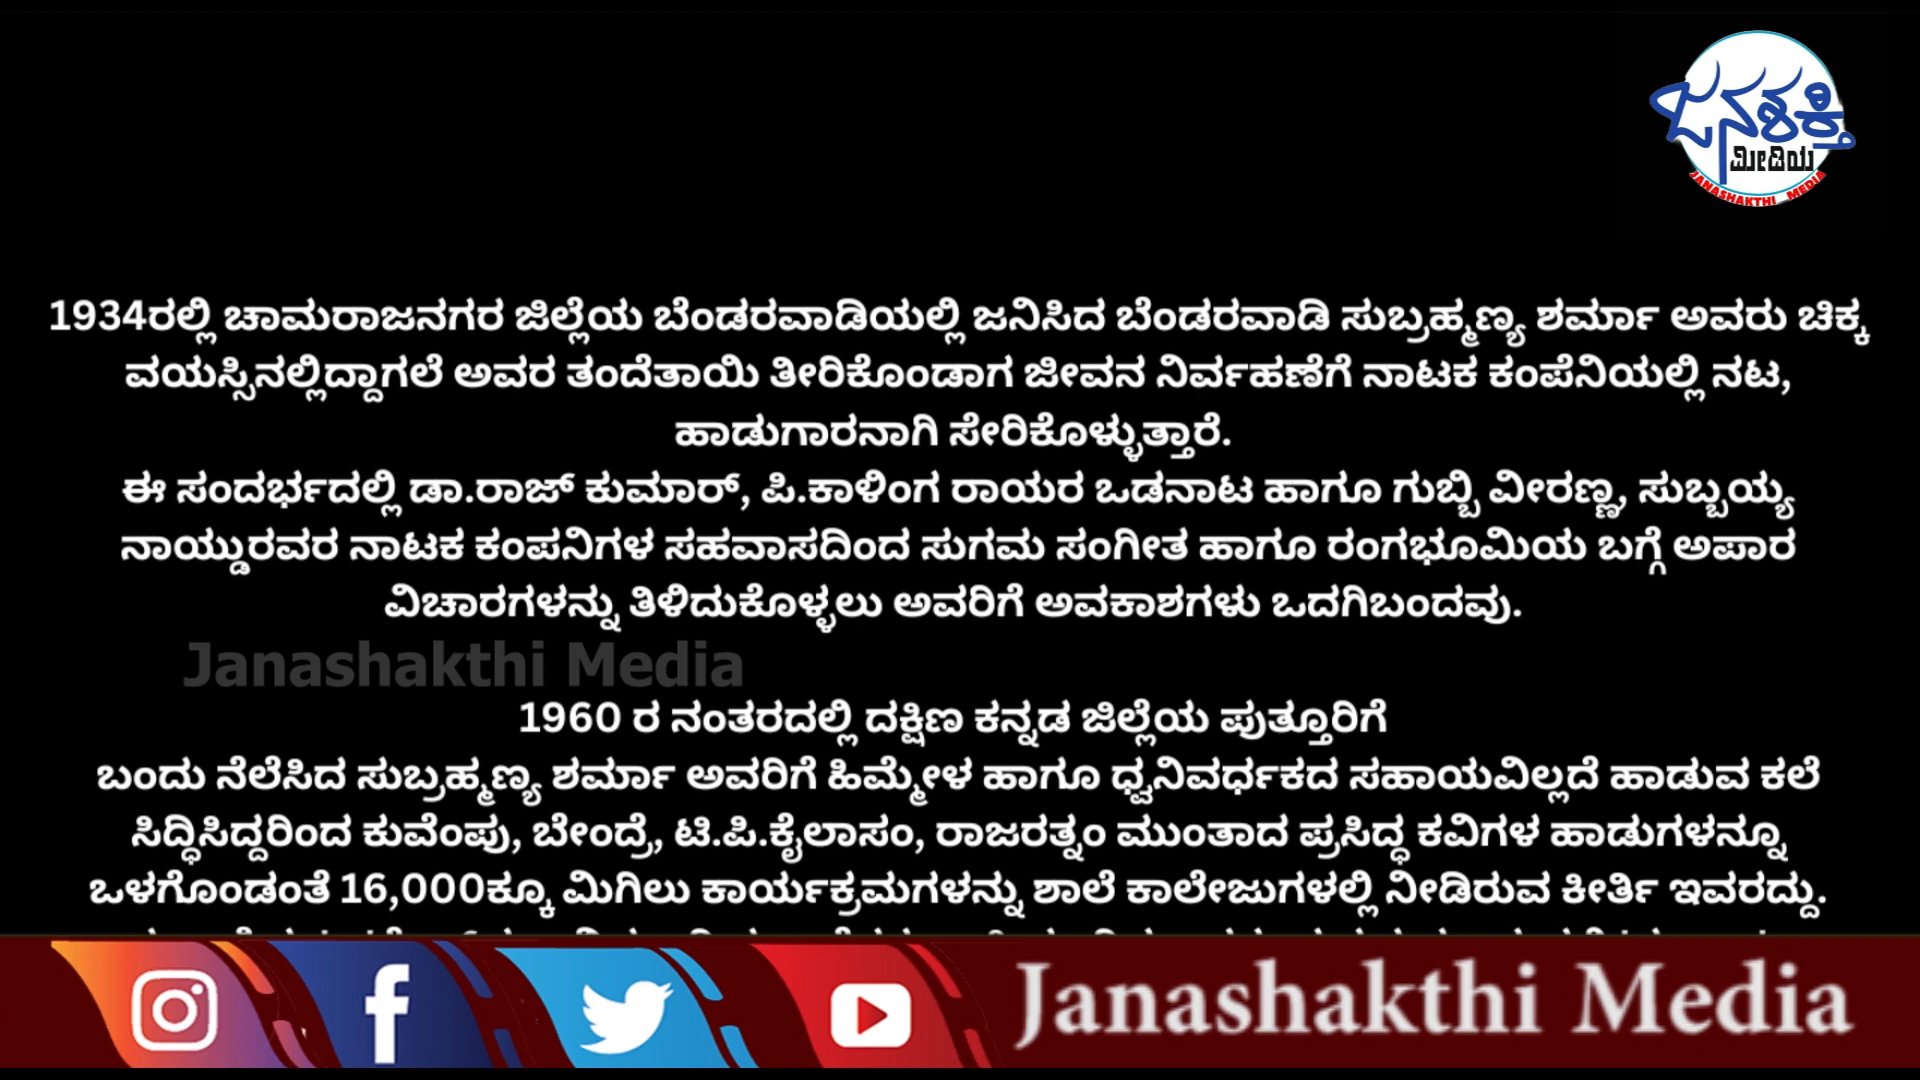 ಜನಶಕ್ತಿ
ಮೀಡಿಯ
JANASHAKTHI MEDIA
1934ರಲ್ಲಿ ಚಾಮರಾಜನಗರ ಜಿಲ್ಲೆಯ ಬೆಂಡರವಾಡಿಯಲ್ಲಿ ಜನಿಸಿದ ಬೆಂಡರವಾಡಿ ಸುಬ್ರಹ್ಮಣ್ಯ ಶರ್ಮಾ ಅವರು ಚಿಕ್ಕ
ವಯಸ್ಸಿನಲ್ಲಿದ್ದಾಗಲೆ ಅವರ ತಂದೆತಾಯಿ ತೀರಿಕೊಂಡಾಗ ಜೀವನ ನಿರ್ವಹಣೆಗೆ ನಾಟಕ ಕಂಪೆನಿಯಲ್ಲಿ ನಟ,
ಹಾಡುಗಾರನಾಗಿ ಸೇರಿಕೊಳ್ಳುತ್ತಾರೆ.
ಈ ಸಂದರ್ಭದಲ್ಲಿ ಡಾ.ರಾಜ್ ಕುಮಾರ್, ಪಿ.ಕಾಳಿಂಗ ರಾಯರ ಒಡನಾಟ ಹಾಗೂ ಗುಬ್ಬಿ ವೀರಣ್ಣ, ಸುಬ್ಬಯ್ಯ
ನಾಯ್ಡುರವರ ನಾಟಕ ಕಂಪನಿಗಳ ಸಹವಾಸದಿಂದ ಸುಗಮ ಸಂಗೀತ ಹಾಗೂ ರಂಗಭೂಮಿಯ ಬಗ್ಗೆ ಅಪಾರ
ವಿಚಾರಗಳನ್ನು ತಿಳಿದುಕೊಳ್ಳಲು ಅವರಿಗೆ ಅವಕಾಶಗಳು ಒದಗಿಬಂದವು.
Janashakthi Media
1960 ರ ನಂತರದಲ್ಲಿ ದಕ್ಷಿಣ ಕನ್ನಡ ಜಿಲ್ಲೆಯ ಪುತ್ತೂರಿಗೆ
ಬಂದು ನೆಲೆಸಿದ ಸುಬ್ರಹ್ಮಣ್ಯ ಶರ್ಮಾ ಅವರಿಗೆ ಹಿಮ್ಮೇಳ ಹಾಗೂ ಧ್ವನಿವರ್ಧಕದ ಸಹಾಯವಿಲ್ಲದೆ ಹಾಡುವ ಕಲೆ
ಸಿದ್ಧಿಸಿದ್ದರಿಂದ ಕುವೆಂಪು, ಬೇಂದ್ರೆ, ಟಿ.ಪಿ.ಕೈಲಾಸಂ, ರಾಜರತ್ನಂ ಮುಂತಾದ ಪ್ರಸಿದ್ಧ ಕವಿಗಳ ಹಾಡುಗಳನ್ನೂ
ಒಳಗೊಂಡಂತೆ 16,000ಕ್ಕೂ ಮಿಗಿಲು ಕಾರ್ಯಕ್ರಮಗಳನ್ನು ಶಾಲೆ ಕಾಲೇಜುಗಳಲ್ಲಿ ನೀಡಿರುವ ಕೀರ್ತಿ ಇವರದ್ದು.
Janashakthi Media